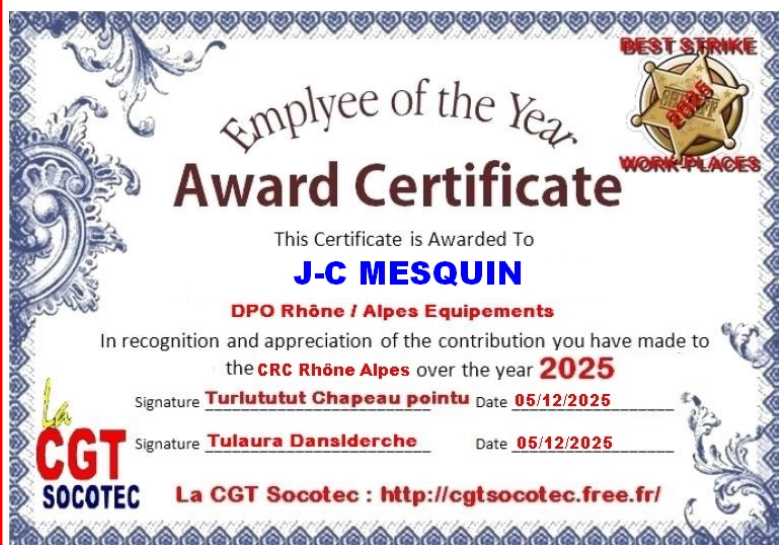 BEST STRIKE
2025
WORK-PLACES
Emplyee of the Year
Award Certificate
This Certificate is Awarded To
J-C MESQUIN
DPO Rhône / Alpes Equipements
In recognition and appreciation of the contribution you have made to
the CRC Rhône Alpes over the year 2025
Signature Turlututut Chapeau pointu Date 05/12/2025
Signature Tulaura Danslderche Date 05/12/2025
La
CGT
SOCOTEC
La CGT Socotec : http://cgtsocotec.free.fr/